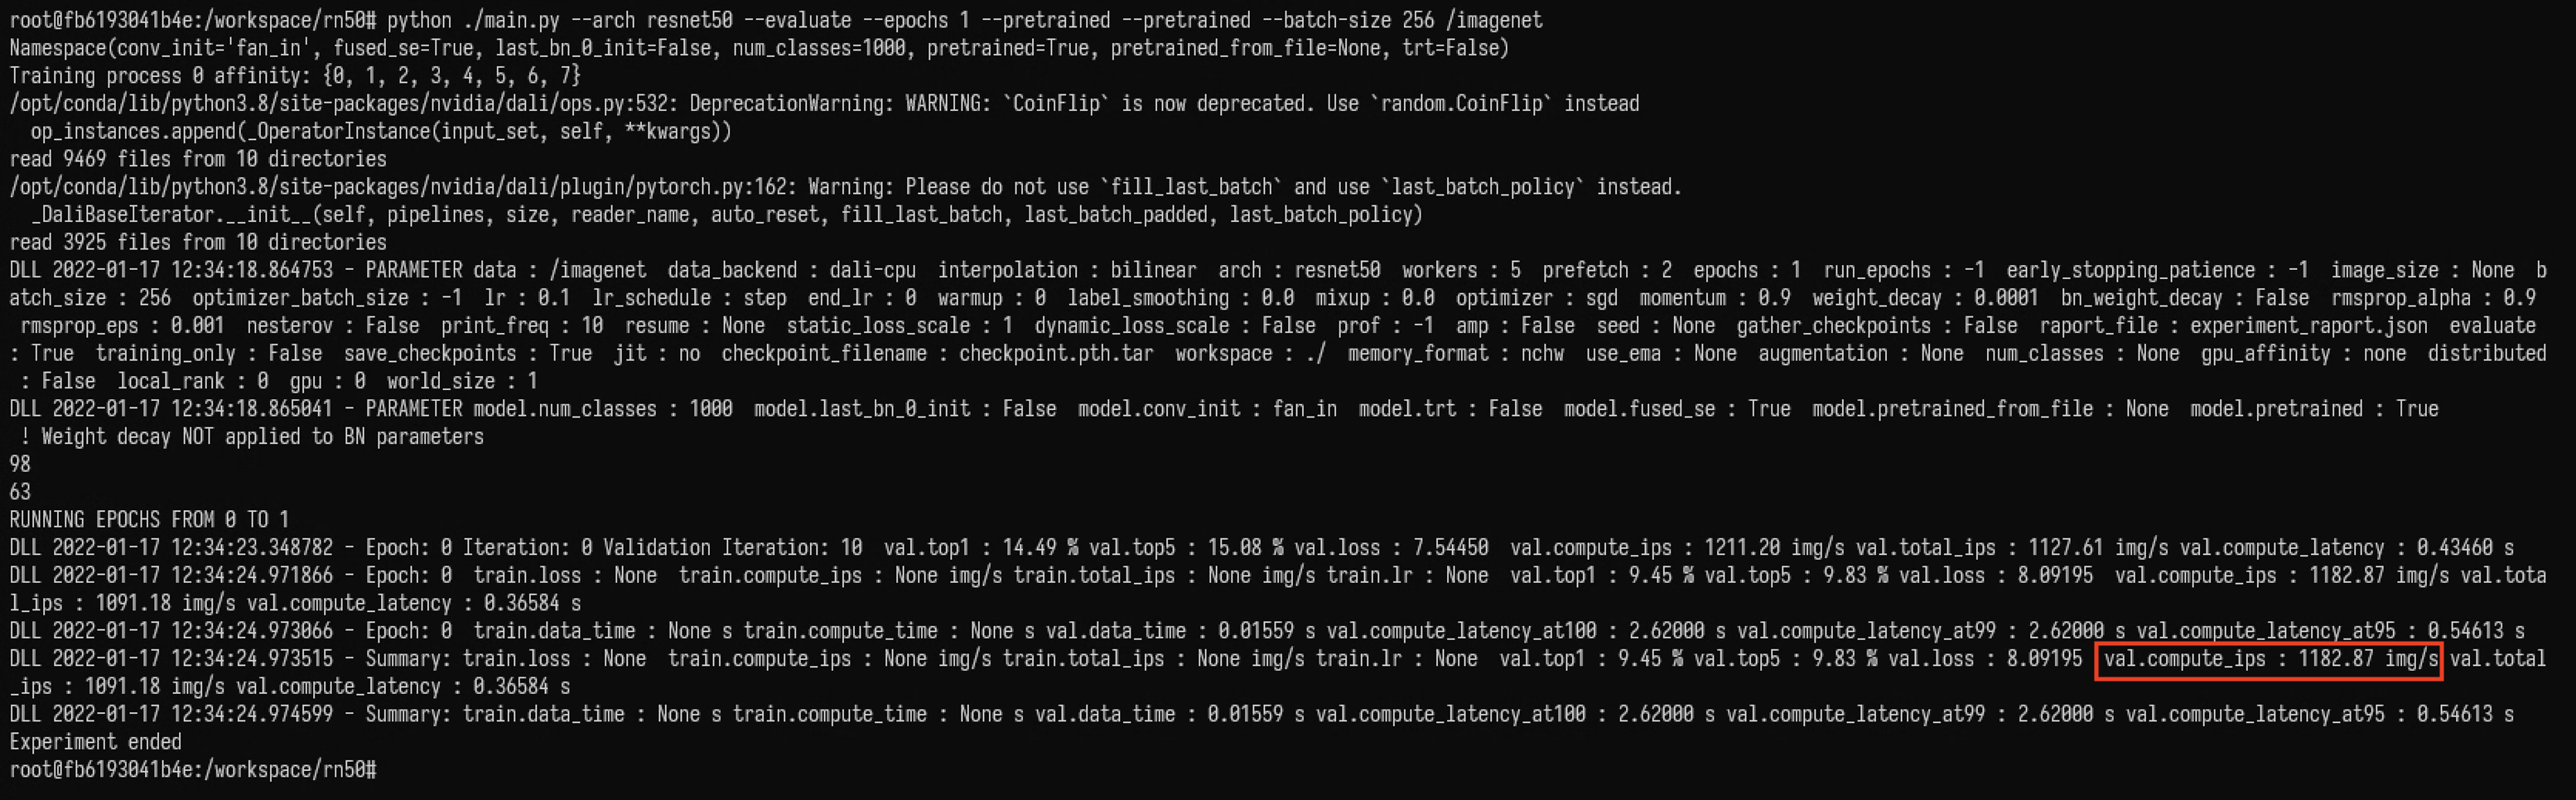 root@fb6193041b4e:/workspace/rn50# python ./main.py --arch resnet50 --evaluate --epochs 1 --pretrained --pretrained --batch-size 256 /imagenet
Namespace(conv_init='fan_in', fused_se=True, last_bn_0_init=False, num_classes=1000, pretrained=True, pretrained_from_file=None, trt=False)
Training process 0 affinity: {0, 1, 2, 3, 4, 5, 6, 7}
/opt/conda/lib/python3.8/site-packages/nvidia/dali/ops.py:532: DeprecationWarning: WARNING: `CoinFlip` is now deprecated. Use `random.CoinFlip` instead
  op_instances.append(_OperatorInstance(input_set, self, **kwargs))
read 9469 files from 10 directories
/opt/conda/lib/python3.8/site-packages/nvidia/dali/plugin/pytorch.py:162: Warning: Please do not use `fill_last_batch` and use `last_batch_policy` instead.
  _DaliBaseIterator.__init__(self, pipelines, size, reader_name, auto_reset, fill_last_batch, last_batch_padded, last_batch_policy)
read 3925 files from 10 directories
DLL 2022-01-17 12:34:18.864753 - PARAMETER data : /imagenet  data_backend : dali-cpu  interpolation : bilinear  arch : resnet50  workers : 5  prefetch : 2  epochs : 1  run_epochs : -1  early_stopping_patience : -1  image_size : None  b
atch_size : 256  optimizer_batch_size : -1  lr : 0.1  lr_schedule : step  end_lr : 0  warmup : 0  label_smoothing : 0.0  mixup : 0.0  optimizer : sgd  momentum : 0.9  weight_decay : 0.0001  bn_weight_decay : False  rmsprop_alpha : 0.9
 rmsprop_eps : 0.001  nesterov : False  print_freq : 10  resume : None  static_loss_scale : 1  dynamic_loss_scale : False  prof : -1  amp : False  seed : None  gather_checkpoints : False  raport_file : experiment_raport.json  evaluate
: True  training_only : False  save_checkpoints : True  jit : no  checkpoint_filename : checkpoint.pth.tar  workspace : ./  memory_format : nchw  use_ema : None  augmentation : None  num_classes : None  gpu_affinity : none  distributed
 : False  local_rank : 0  gpu : 0  world_size : 1
DLL 2022-01-17 12:34:18.865041 - PARAMETER model.num_classes : 1000  model.last_bn_0_init : False  model.conv_init : fan_in  model.trt : False  model.fused_se : True  model.pretrained_from_file : None  model.pretrained : True
 ! Weight decay NOT applied to BN parameters
98
63
RUNNING EPOCHS FROM 0 TO 1
DLL 2022-01-17 12:34:23.348782 - Epoch: 0 Iteration: 0 Validation Iteration: 10  val.top1 : 14.49 % val.top5 : 15.08 % val.loss : 7.54450  val.compute_ips : 1211.20 img/s val.total_ips : 1127.61 img/s val.compute_latency : 0.43460 s
DLL 2022-01-17 12:34:24.971866 - Epoch: 0  train.loss : None  train.compute_ips : None img/s train.total_ips : None img/s train.lr : None  val.top1 : 9.45 % val.top5 : 9.83 % val.loss : 8.09195  val.compute_ips : 1182.87 img/s val.tota
l_ips : 1091.18 img/s val.compute_latency : 0.36584 s
DLL 2022-01-17 12:34:24.973066 - Epoch: 0  train.data_time : None s train.compute_time : None s val.data_time : 0.01559 s val.compute_latency_at100 : 2.62000 s val.compute_latency_at99 : 2.62000 s val.compute_latency_at95 : 0.54613 s
DLL 2022-01-17 12:34:24.973515 - Summary: train.loss : None  train.compute_ips : None img/s train.total_ips : None img/s train.lr : None  val.top1 : 9.45 % val.top5 : 9.83 % val.loss : 8.09195  val.compute_ips : 1182.87 img/s val.total
_ips : 1091.18 img/s val.compute_latency : 0.36584 s
DLL 2022-01-17 12:34:24.974599 - Summary: train.data_time : None s train.compute_time : None s val.data_time : 0.01559 s val.compute_latency_at100 : 2.62000 s val.compute_latency_at99 : 2.62000 s val.compute_latency_at95 : 0.54613 s
Experiment ended
root@fb6193041b4e:/workspace/rn50#